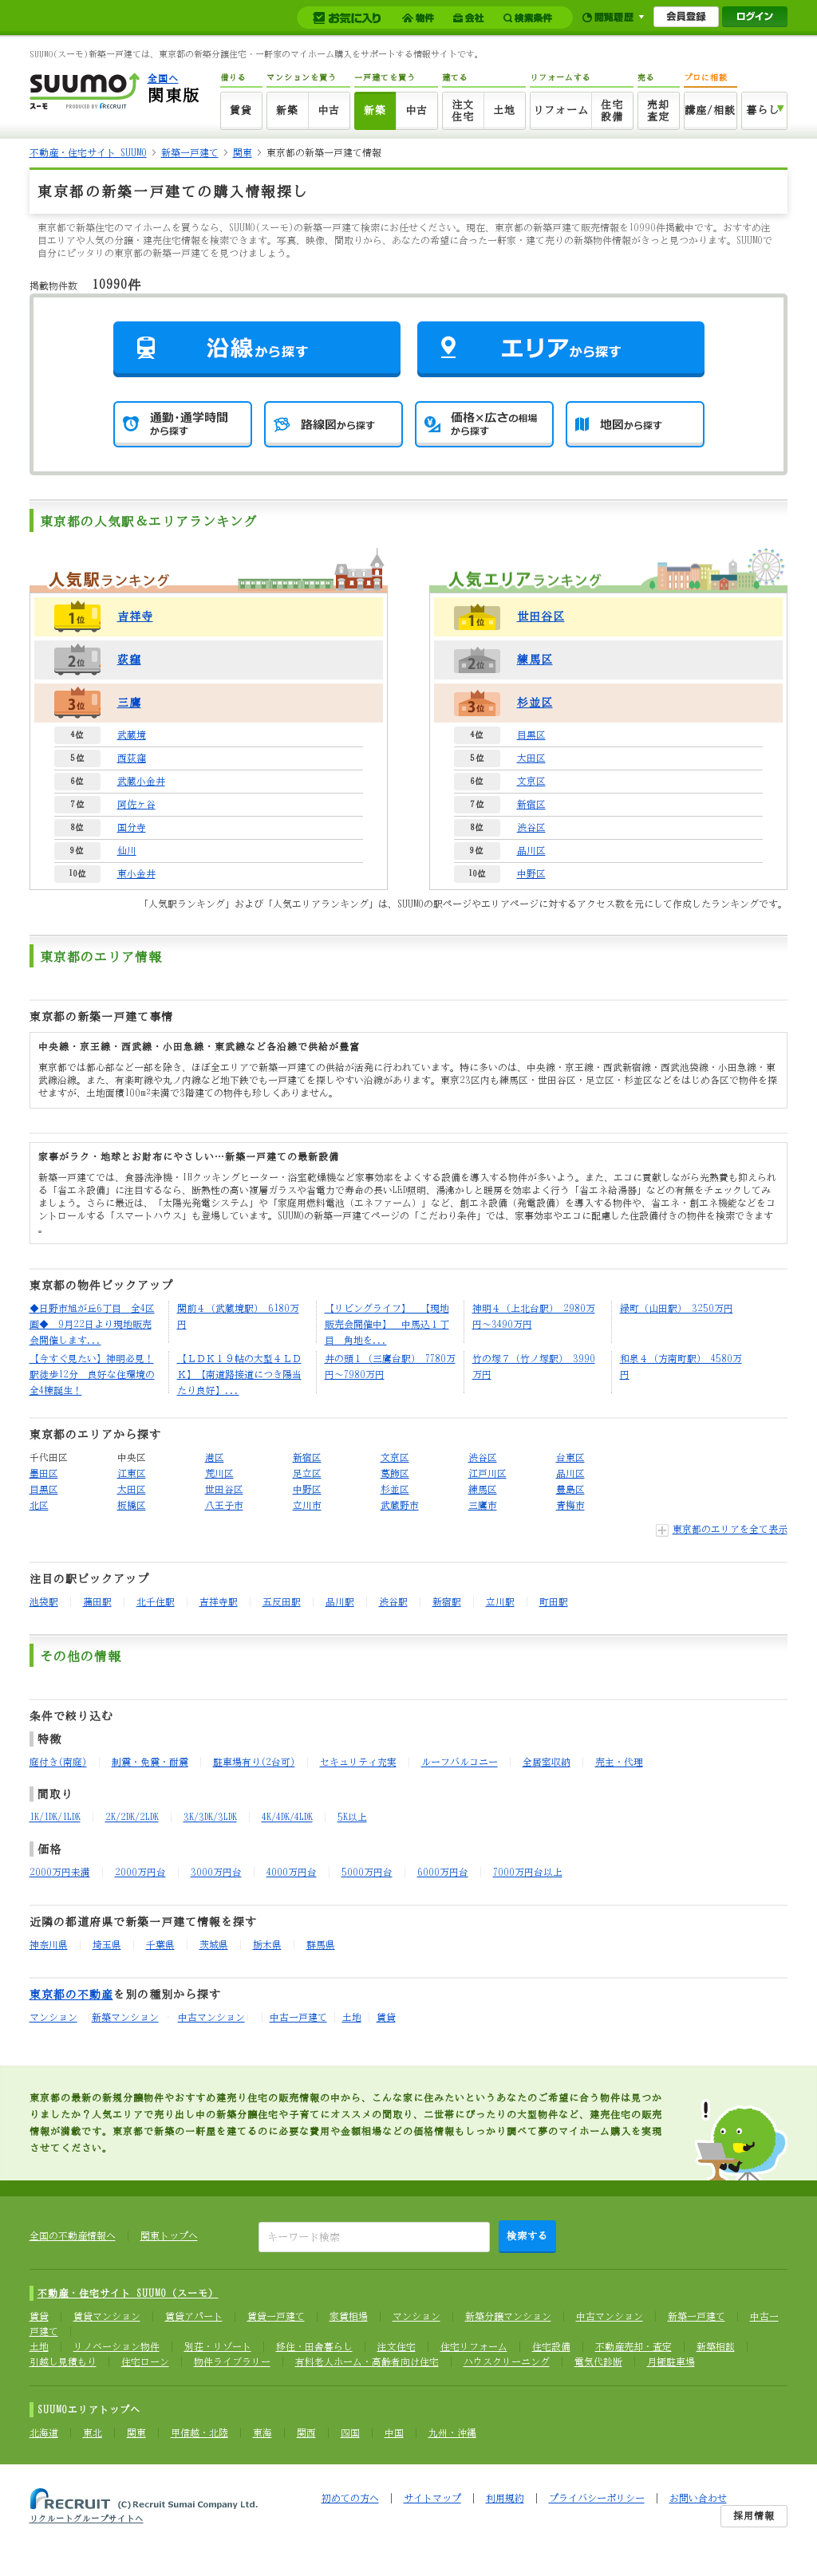 お気に入り 物件 会社 検索条件 閲覧履歴 会員登録 ログイン
SUUMO(スーモ)新築一戸建ては、東京都の新築分譲住宅・一軒家のマイホーム購入をサポートする情報サイトです。
SUUMO スーモ PRODUCED BY RECRUIT
全国へ
関東版
借りる マンションを買う 一戸建てを買う 建てる リフォームする 売る プロに相談
賃貸 新築 中古 新築 中古 注文住宅 土地 リフォーム 住宅設備 売却査定 講座/相談 暮らし
不動産・住宅サイト SUUMO > 新築一戸建て > 関東 > 東京都の新築一戸建て情報
東京都の新築一戸建ての購入情報探し
東京都で新築住宅のマイホームを買うなら、SUUMO(スーモ)の新築一戸建て検索にお任せください。現在、東京都の新築戸建て販売情報を10990件掲載中です。おすすめ注
目エリアや人気の分譲・建売住宅情報を検索できます。写真、映像、間取りから、あなたの希望に合った一軒家・建て売りの新築物件情報がきっと見つかります。SUUMOで
自分にピッタリの東京都の新築一戸建てを見つけましょう。
掲載物件数 10990件
沿線から探す エリアから探す
通勤・通学時間から探す 路線図から探す 価格×広さの相場から探す 地図から探す
東京都の人気駅＆エリアランキング
人気駅ランキング
1位 吉祥寺
2位 荻窪
3位 三鷹
4位 武蔵境
5位 西荻窪
6位 武蔵小金井
7位 阿佐ヶ谷
8位 国分寺
9位 仙川
10位 東小金井
人気エリアランキング
1位 世田谷区
2位 練馬区
3位 杉並区
4位 目黒区
5位 大田区
6位 文京区
7位 新宿区
8位 渋谷区
9位 品川区
10位 中野区
「人気駅ランキング」および「人気エリアランキング」は、SUUMOの駅ページやエリアページに対するアクセス数を元にして作成したランキングです。
東京都のエリア情報
東京都の新築一戸建て事情
中央線・京王線・西武線・小田急線・東武線など各沿線で供給が豊富
東京都では都心部など一部を除き、ほぼ全エリアで新築一戸建ての供給が活発に行われています。特に多いのは、中央線・京王線・西武新宿線・西武池袋線・小田急線・東
武線沿線。また、有楽町線や丸ノ内線など地下鉄でも一戸建てを探しやすい沿線があります。東京23区内も練馬区・世田谷区・足立区・杉並区などをはじめ各区で物件を探
せますが、土地面積100m²未満で3階建ての物件も珍しくありません。
家事がラク・地球とお財布にやさしい…新築一戸建ての最新設備
新築一戸建てでは、食器洗浄機・IHクッキングヒーター・浴室乾燥機など家事効率をよくする設備を導入する物件が多いよう。また、エコに貢献しながら光熱費も抑えられ
る「省エネ設備」に注目するなら、断熱性の高い複層ガラスや省電力で寿命の長いLED照明、湯沸かしと暖房を効率よく行う「省エネ給湯器」などの有無をチェックしてみ
ましょう。さらに最近は、「太陽光発電システム」や「家庭用燃料電池（エネファーム）」など、創エネ設備（発電設備）を導入する物件や、省エネ・創エネ機能などをコ
ントロールする「スマートハウス」も登場しています。SUUMOの新築一戸建てページの「こだわり条件」では、家事効率やエコに配慮した住設備付きの物件を検索できます
。
東京都の物件ピックアップ
◆日野市旭が丘6丁目　全4区画◆　9月22日より現地販売会開催します...
関前４（武蔵境駅） 6180万円
【リビングライフ】　【現地販売会開催中】　中馬込１丁目　角地を...
神明４（上北台駅） 2980万円～3490万円
緑町（山田駅） 3250万円
【今すぐ見たい】神明必見！駅徒歩12分　良好な住環境の全4棟誕生！
【ＬＤＫ１９帖の大型４ＬＤＫ】【南道路接道につき陽当たり良好】...
井の頭１（三鷹台駅） 7780万円～7980万円
竹の塚７（竹ノ塚駅） 3990万円
和泉４（方南町駅） 4580万円
東京都のエリアから探す
千代田区 中央区 港区 新宿区 文京区 渋谷区 台東区
墨田区 江東区 荒川区 足立区 葛飾区 江戸川区 品川区
目黒区 大田区 世田谷区 中野区 杉並区 練馬区 豊島区
北区 板橋区 八王子市 立川市 武蔵野市 三鷹市 青梅市
東京都のエリアを全て表示
注目の駅ピックアップ
池袋駅 蒲田駅 北千住駅 吉祥寺駅 五反田駅 品川駅 渋谷駅 新宿駅 立川駅 町田駅
その他の情報
条件で絞り込む
特徴
庭付き(南庭) 制震・免震・耐震 駐車場有り(2台可) セキュリティ充実 ルーフバルコニー 全居室収納 売主・代理
間取り
1K/1DK/1LDK 2K/2DK/2LDK 3K/3DK/3LDK 4K/4DK/4LDK 5K以上
価格
2000万円未満 2000万円台 3000万円台 4000万円台 5000万円台 6000万円台 7000万円台以上
近隣の都道府県で新築一戸建て情報を探す
神奈川県 埼玉県 千葉県 茨城県 栃木県 群馬県
東京都の不動産を別の種別から探す
マンション 新築マンション 中古マンション 中古一戸建て 土地 賃貸
東京都の最新の新規分譲物件やおすすめ建売り住宅の販売情報の中から、こんな家に住みたいというあなたのご希望に合う物件は見つか
りましたか？人気エリアで売り出し中の新築分譲住宅や子育てにオススメの間取り、二世帯にぴったりの大型物件など、建売住宅の販売
情報が満載です。東京都で新築の一軒屋を建てるのに必要な費用や金額相場などの価格情報もしっかり調べて夢のマイホーム購入を実現
させてください。
全国の不動産情報へ 関東トップへ キーワード検索 検索する
不動産・住宅サイト SUUMO（スーモ）
賃貸 賃貸マンション 賃貸アパート 賃貸一戸建て 家賃相場 マンション 新築分譲マンション 中古マンション 新築一戸建て 中古一
戸建て
土地 リノベーション物件 別荘・リゾート 移住・田舎暮らし 注文住宅 住宅リフォーム 住宅設備 不動産売却・査定 新築相談
引越し見積もり 住宅ローン 物件ライブラリー 有料老人ホーム・高齢者向け住宅 ハウスクリーニング 電気代診断 月極駐車場
SUUMOエリアトップへ
北海道 東北 関東 甲信越・北陸 東海 関西 四国 中国 九州・沖縄
RECRUIT (C) Recruit Sumai Company Ltd.
リクルートグループサイトへ
初めての方へ | サイトマップ | 利用規約 | プライバシーポリシー | お問い合わせ
採用情報